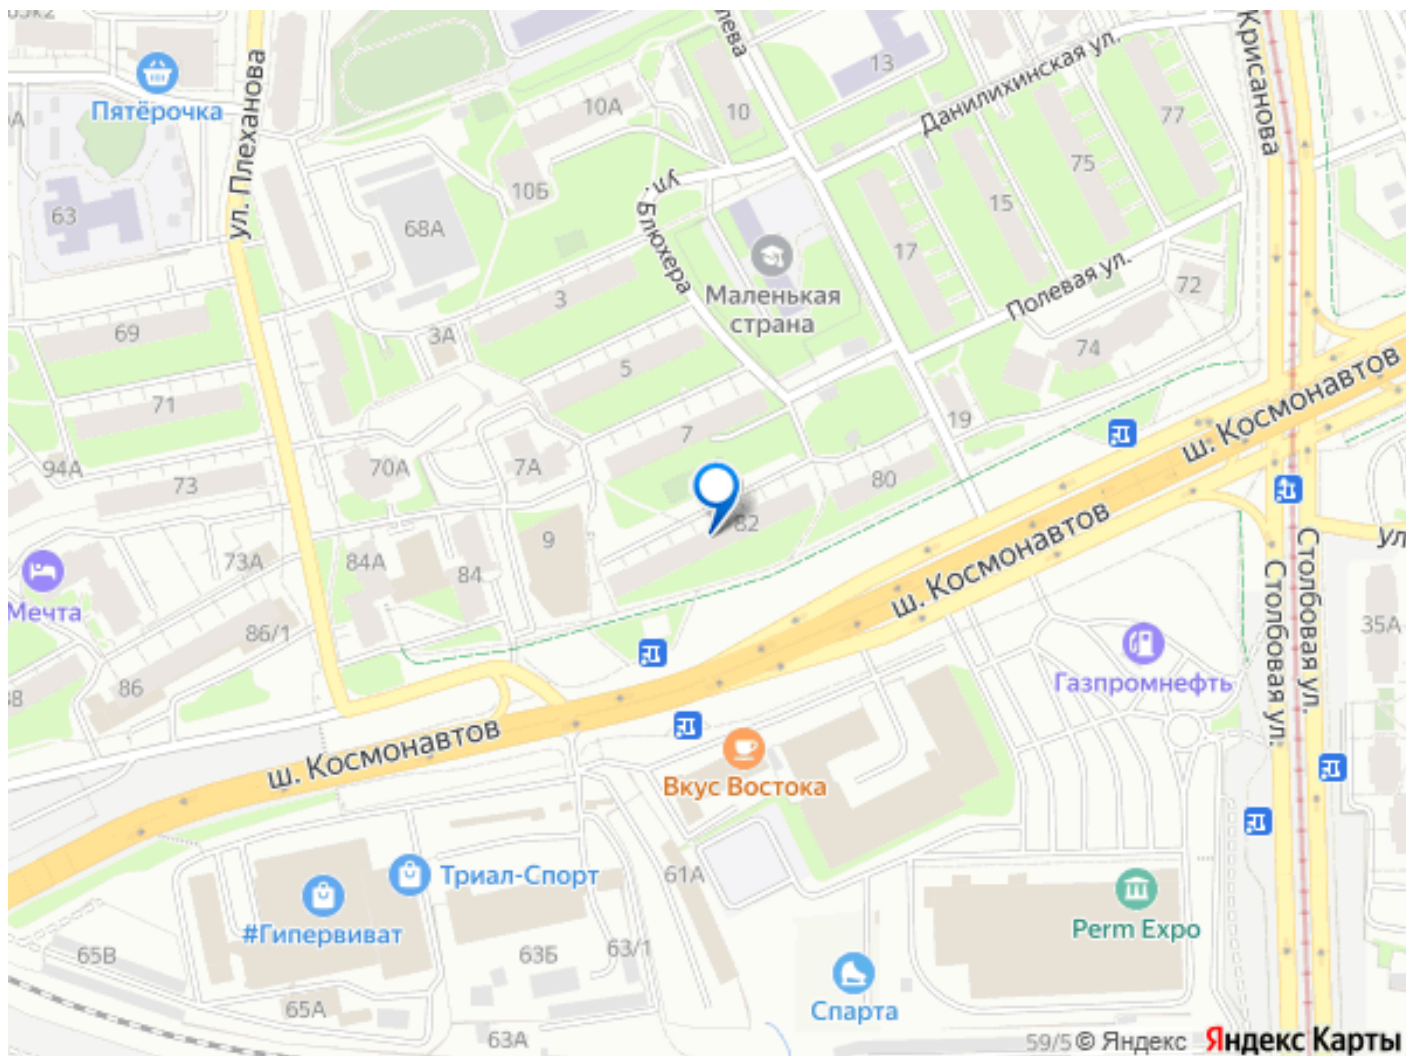 Пятёрочка
ул. Плеханова
13
Данилихинская ул.
Крисанова
10А
10
77
75
10Б
ул. Блюхера
63
68А
15
17
Маленькая
страна
Полевая ул.
72
3
3А
69
5
74
ш. Космонавтов
71
7
19
94А
70А
7А
73
80
82
9
ш. Космонавтов
73А
84А
84
Мечта
86/1
Столбовая ул.
Столбовая ул.
35А
86
Газпромнефть
ш. Космонавтов
Вкус Востока
Триал-Спорт
61А
#Гипервиват
Perm Expo
65В
63Б
63/1
65А
Спарта
63А
59/5
© Яндекс
Яндекс Карты